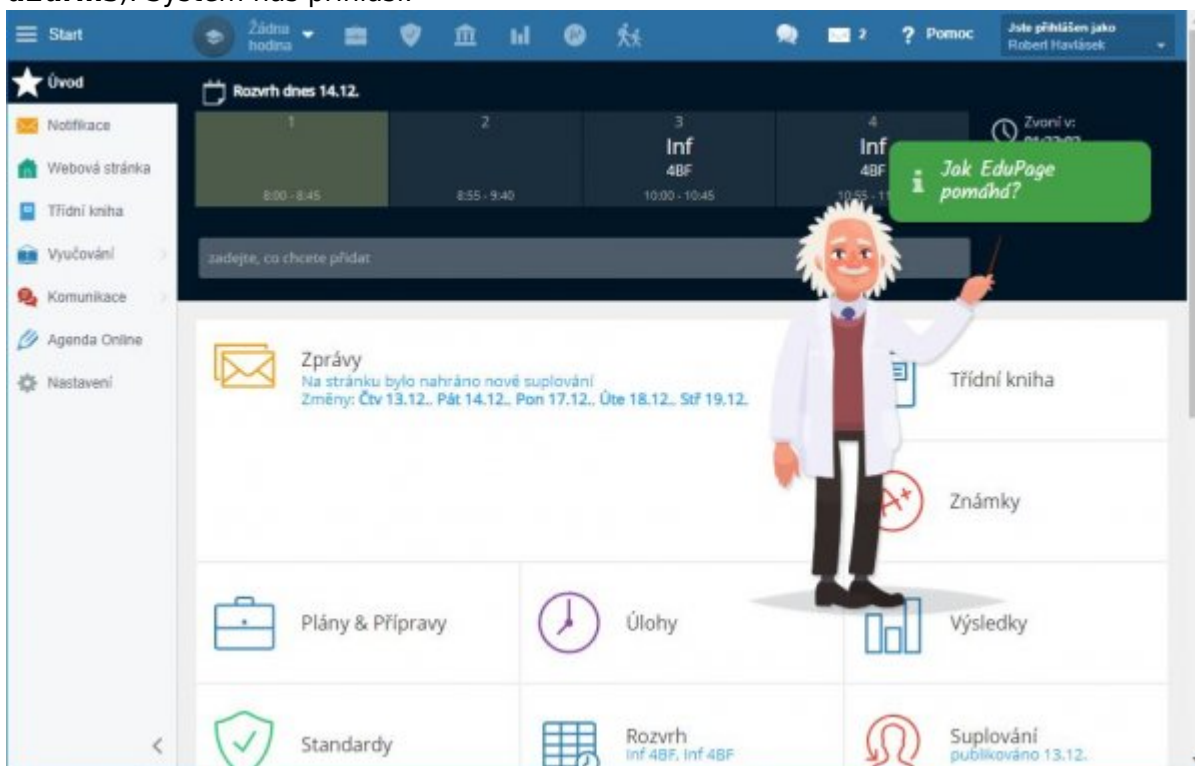 Start
Žádná
hodina
2
? Pomoc
Jste přihlášen jako
Robert Havlásek
Úvod
Rozvrh dnes 14.12.
Notifikace
Webová stránka
Třídní kniha
Vyučování
Komunikace
Agenda Online
Nastavení
1
8:00 - 8:45
2
8:55 - 9:40
3
Inf
4BF
10:00 - 10:45
4
Inf
4BF
Zvoní v:
i Jak EduPage
pomáhá?
zadejte, co chcete přidat
Zprávy
Na stránku bylo nahráno nové suplování
Změny: Čtv 13.12., Pát 14.12., Pon 17.12., Úte 18.12., Stř 19.12.
Třídní kniha
A+
Známky
Plány & Přípravy
Úlohy
Výsledky
Standardy
Rozvrh
Inf 4BF, Inf 4BF
Suplování
publikováno 13.12.